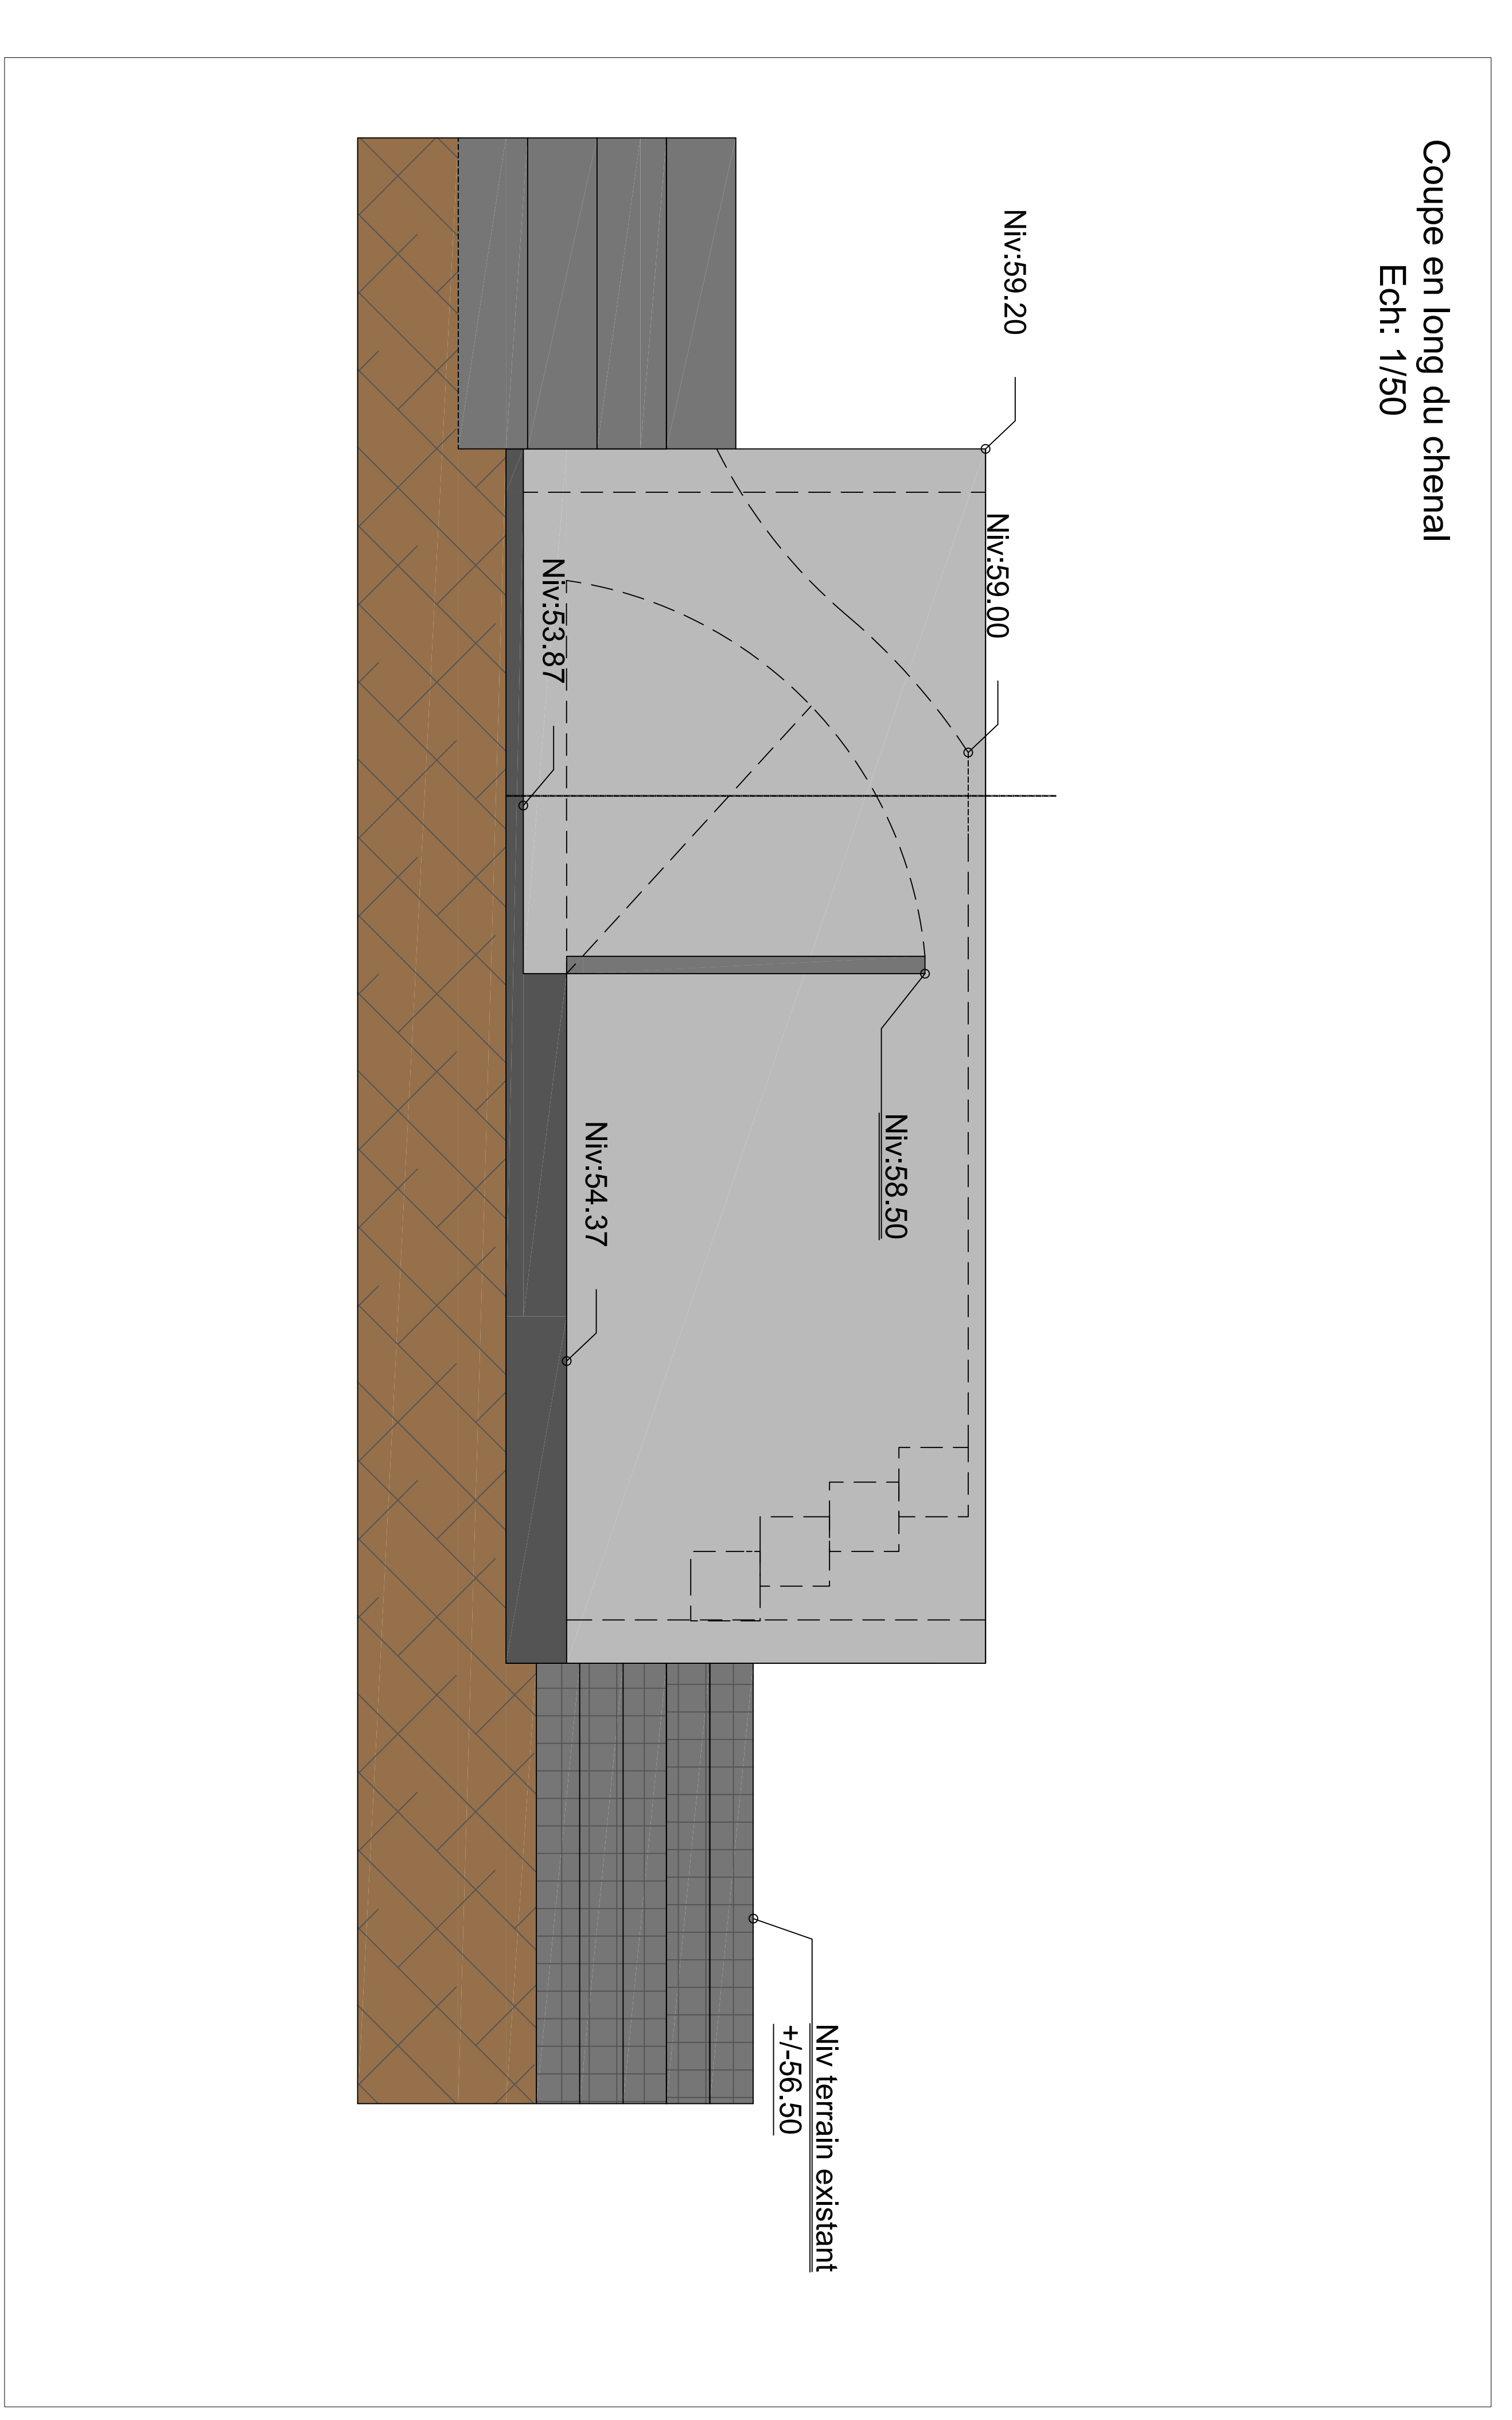 Coupe en long du chenal
Ech: 1/50
Niv:59.20
Niv:59.00
Niv:53.87
Niv:58.50
Niv:54.37
Niv terrain existant
+/-56.50